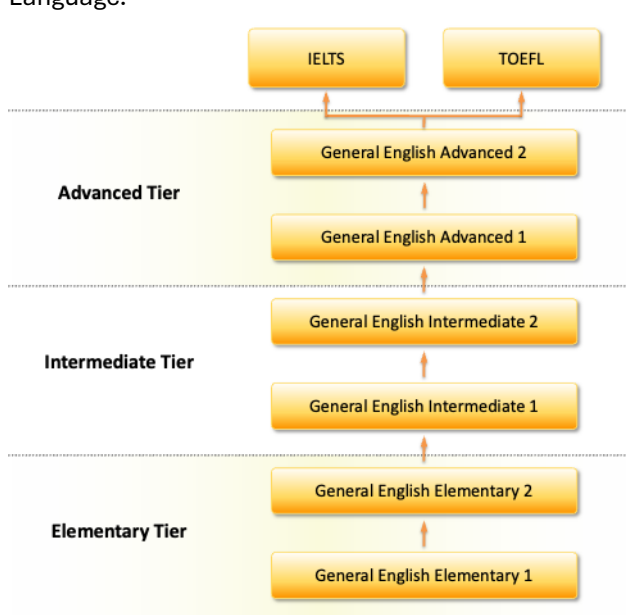 Language.
IELTS
TOEFL
General English Advanced 2
Advanced Tier
General English Advanced 1
General English Intermediate 2
Intermediate Tier
General English Intermediate 1
General English Elementary 2
Elementary Tier
General English Elementary 1